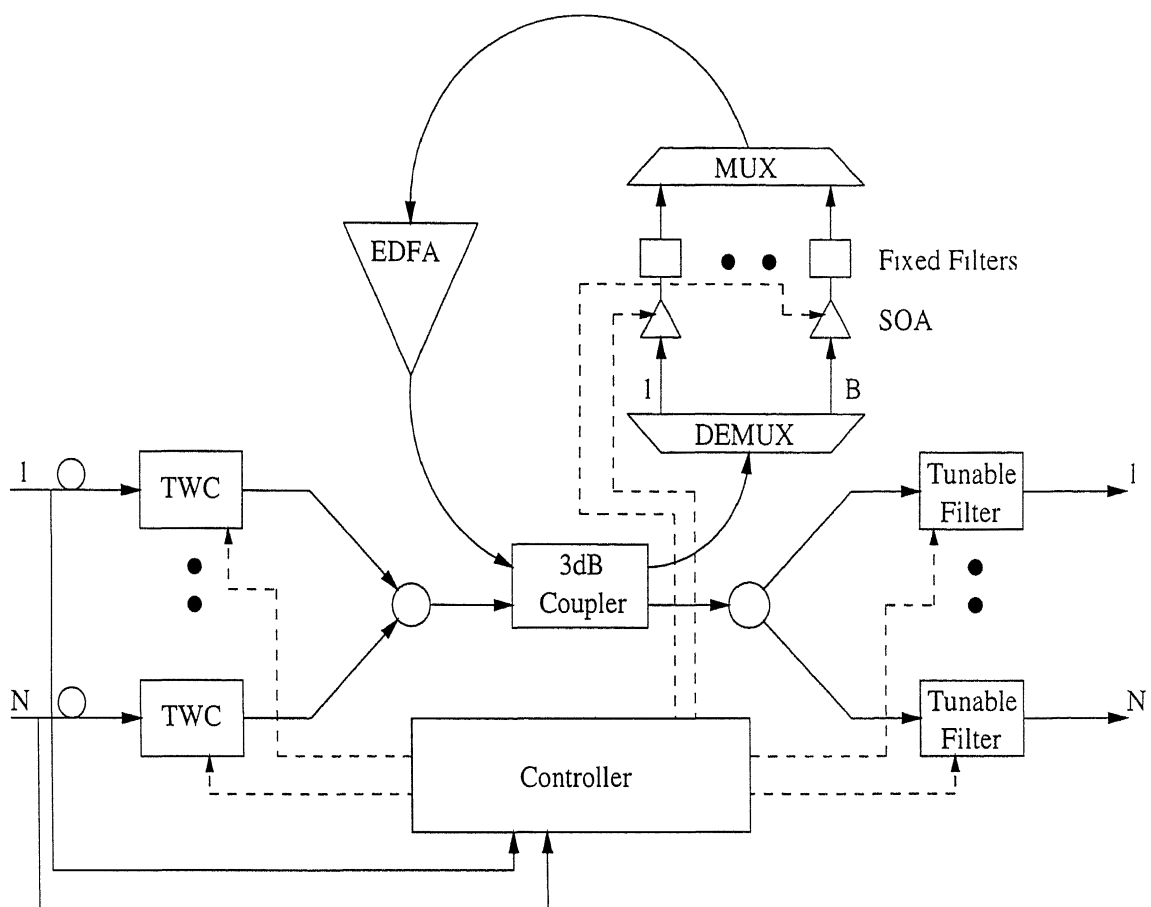 MUX
EDFA
Fixed Filters
SOA
1 B
DEMUX
1
TWC
Tunable
Filter
1
3dB
Coupler
N
TWC
Tunable
Filter
N
Controller